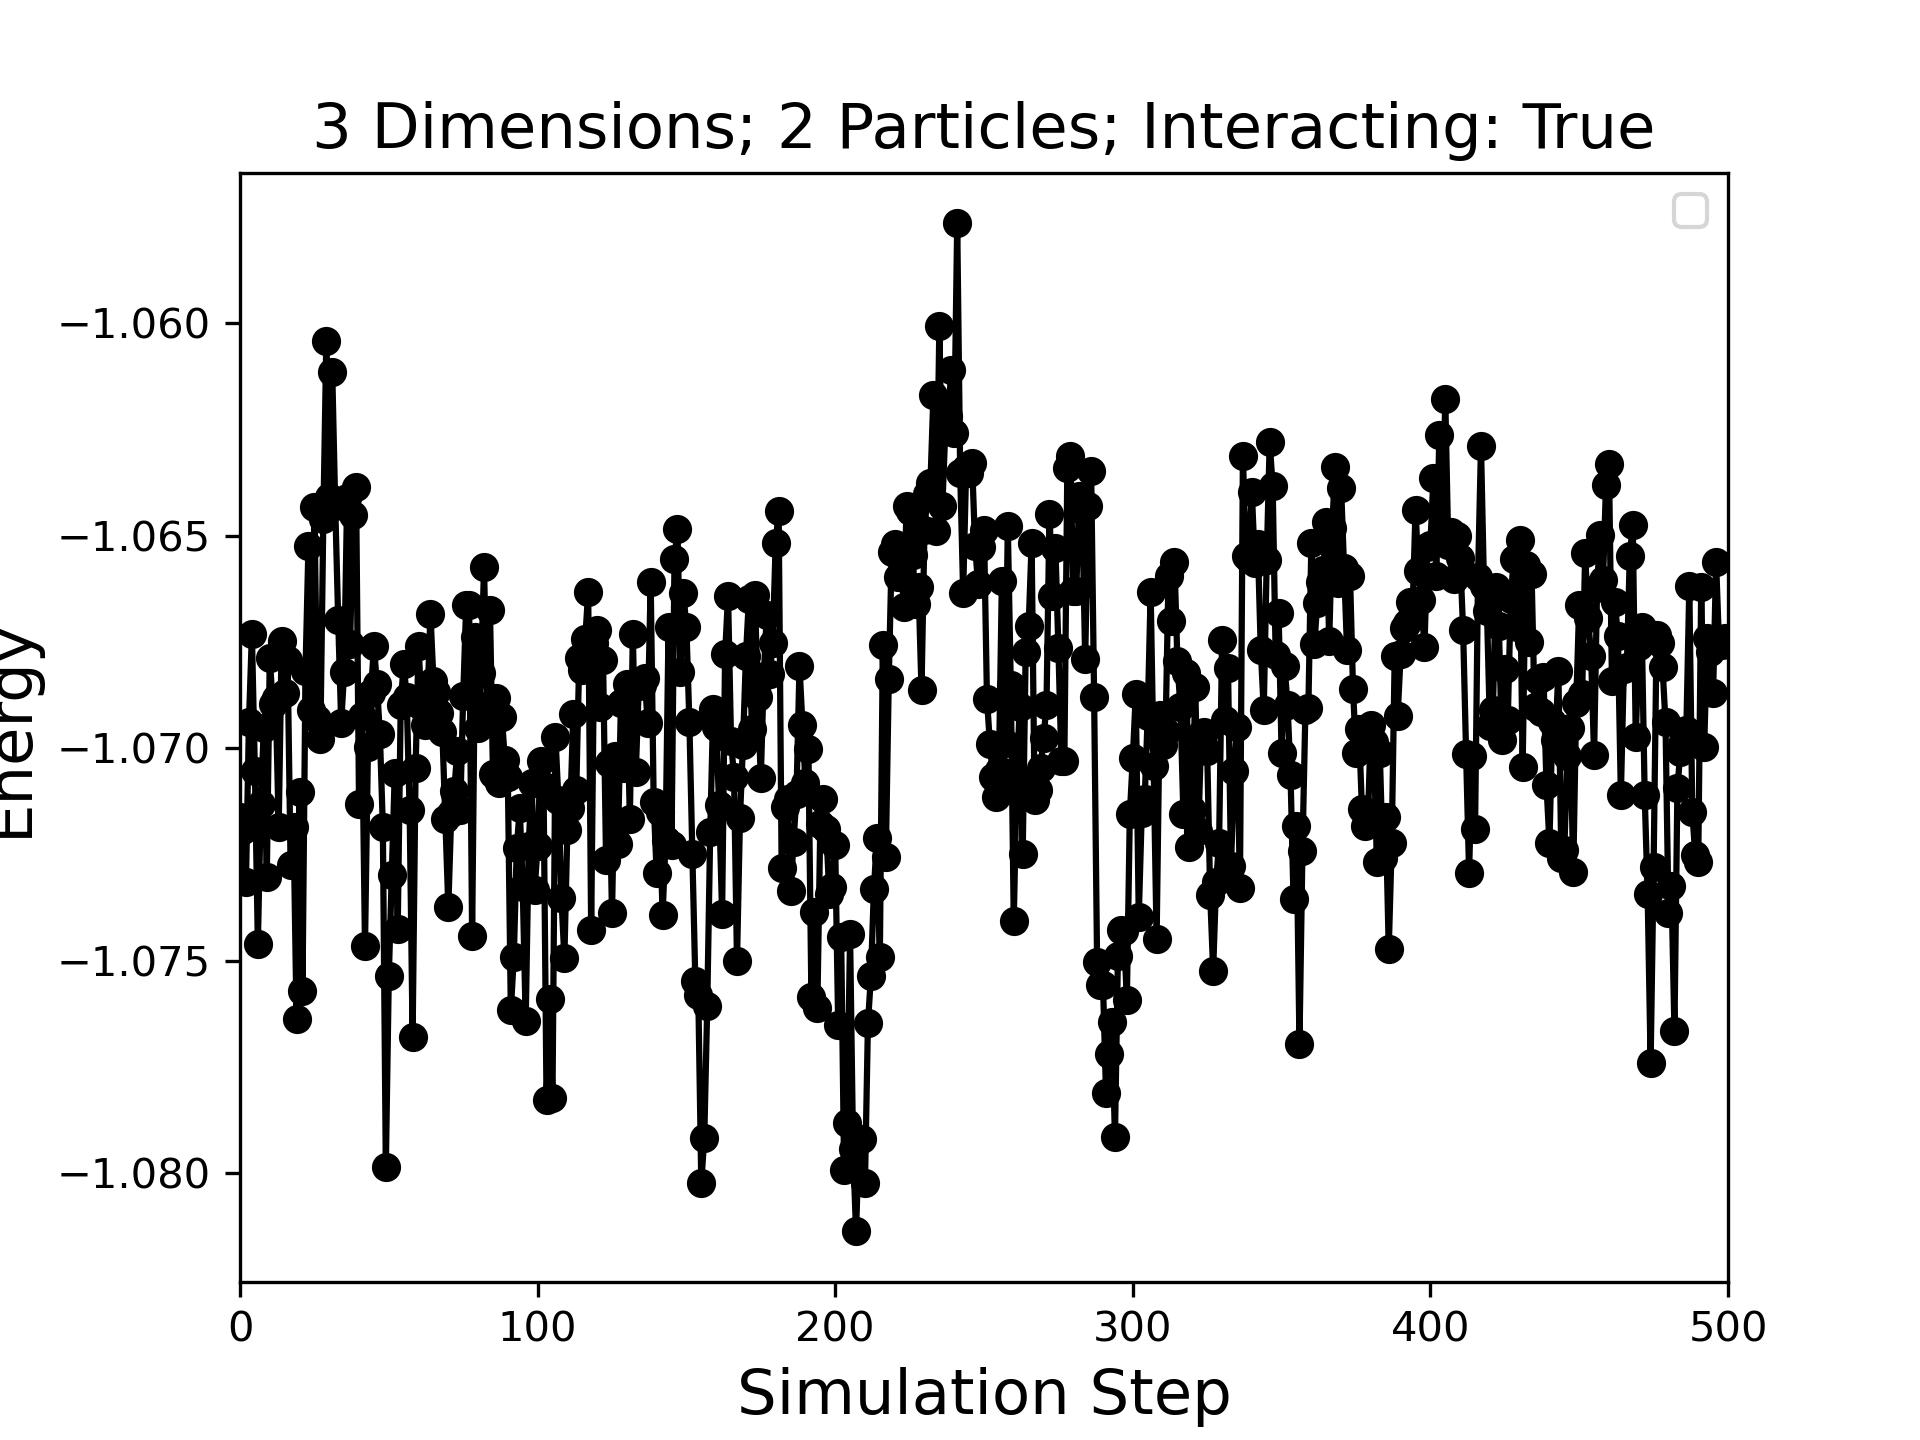 3 Dimensions; 2 Particles; Interacting: True
Energy
−1.060
−1.065
−1.070
−1.075
−1.080
0 100 200 300 400 500
Simulation Step